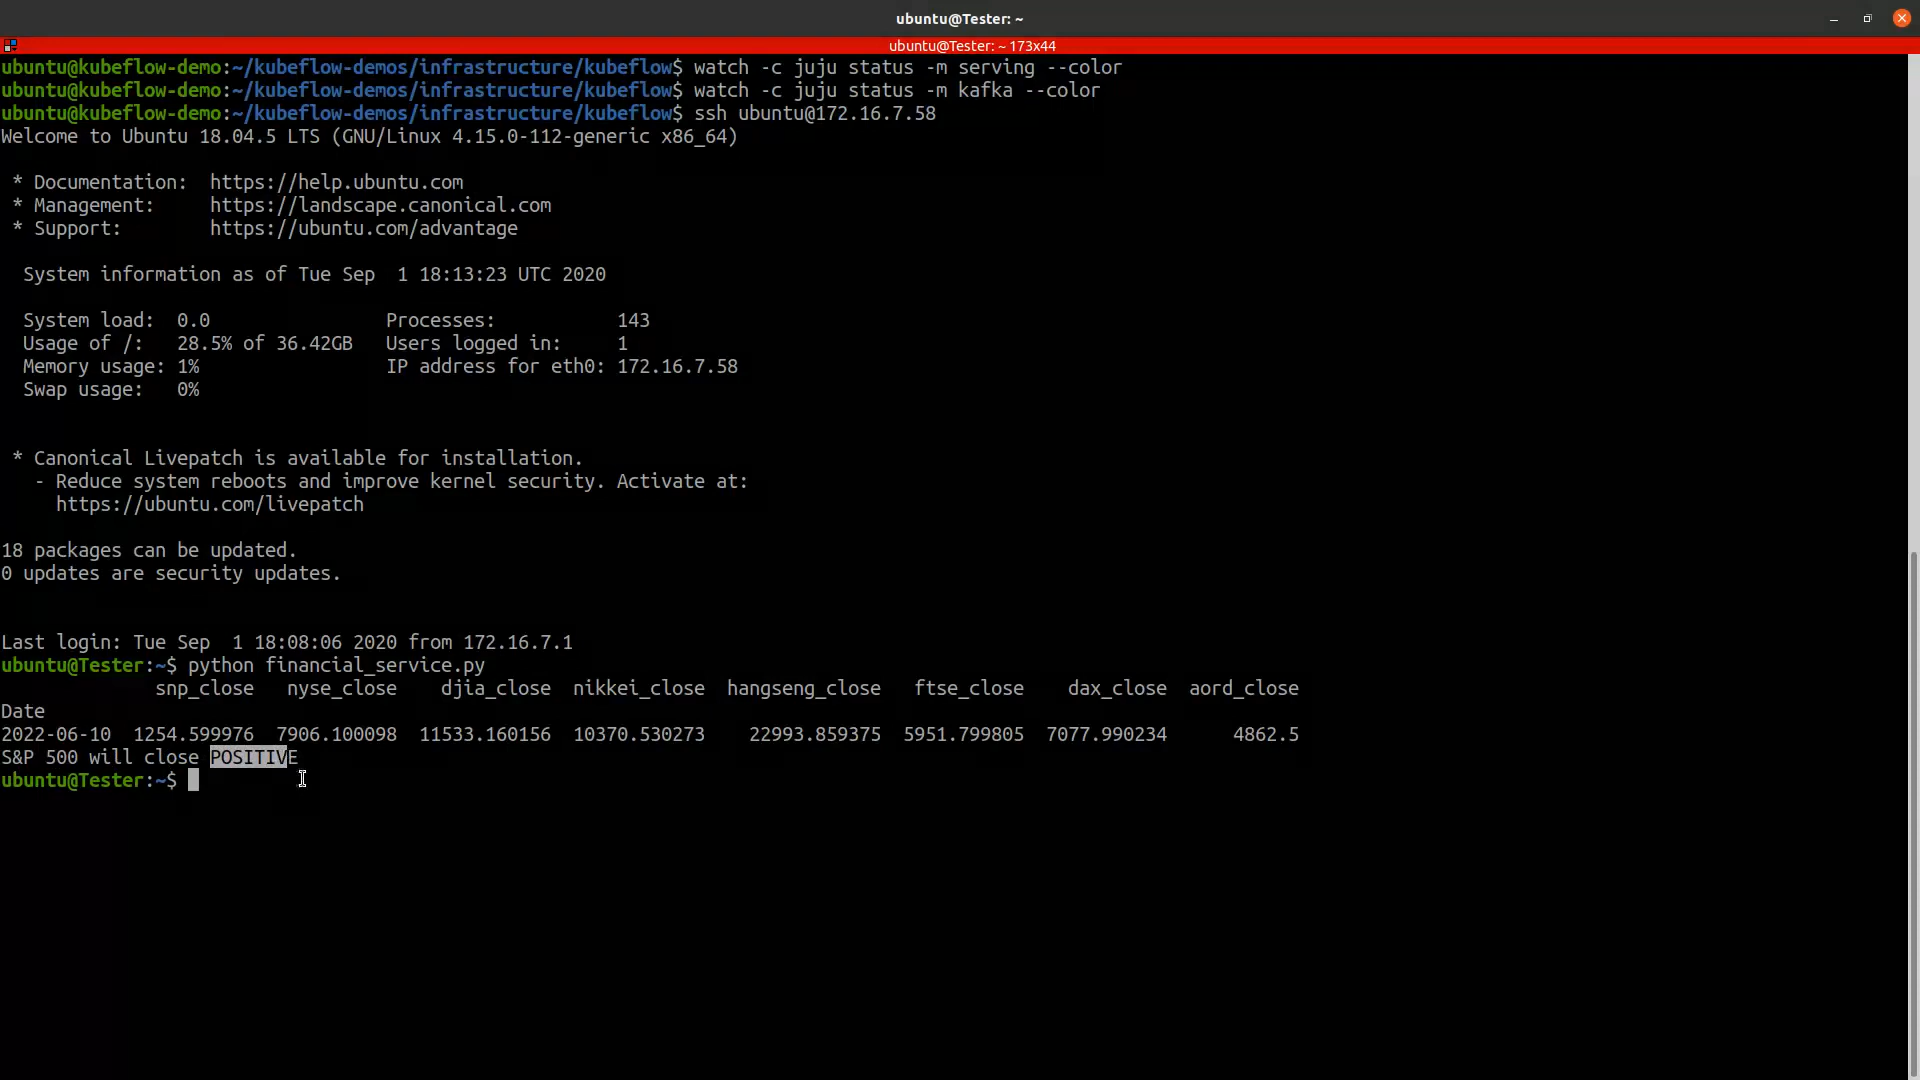 ubuntu@Tester: ~
ubuntu@Tester: ~ 173x44
ubuntu@kubeflow-demo:~/kubeflow-demos/infrastructure/kubeflow$ watch -c juju status -m serving --color
ubuntu@kubeflow-demo:~/kubeflow-demos/infrastructure/kubeflow$ watch -c juju status -m kafka --color
ubuntu@kubeflow-demo:~/kubeflow-demos/infrastructure/kubeflow$ ssh ubuntu@172.16.7.58
Welcome to Ubuntu 18.04.5 LTS (GNU/Linux 4.15.0-112-generic x86_64)
 * Documentation:  https://help.ubuntu.com
 * Management:     https://landscape.canonical.com
 * Support:        https://ubuntu.com/advantage
  System information as of Tue Sep  1 18:13:23 UTC 2020
  System load:  0.0                Processes:           143
  Usage of /:   28.5% of 36.42GB   Users logged in:     1
  Memory usage: 1%                 IP address for eth0: 172.16.7.58
  Swap usage:   0%
 * Canonical Livepatch is available for installation.
   - Reduce system reboots and improve kernel security. Activate at:
     https://ubuntu.com/livepatch
18 packages can be updated.
0 updates are security updates.
Last login: Tue Sep  1 18:08:06 2020 from 172.16.7.1
ubuntu@Tester:~$ python financial_service.py
              snp_close   nyse_close    djia_close  nikkei_close  hangseng_close   ftse_close    dax_close  aord_close
Date
2022-06-10  1254.599976  7906.100098  11533.160156  10370.530273    22993.859375  5951.799805  7077.990234      4862.5
S&P 500 will close POSITIVE
ubuntu@Tester:~$